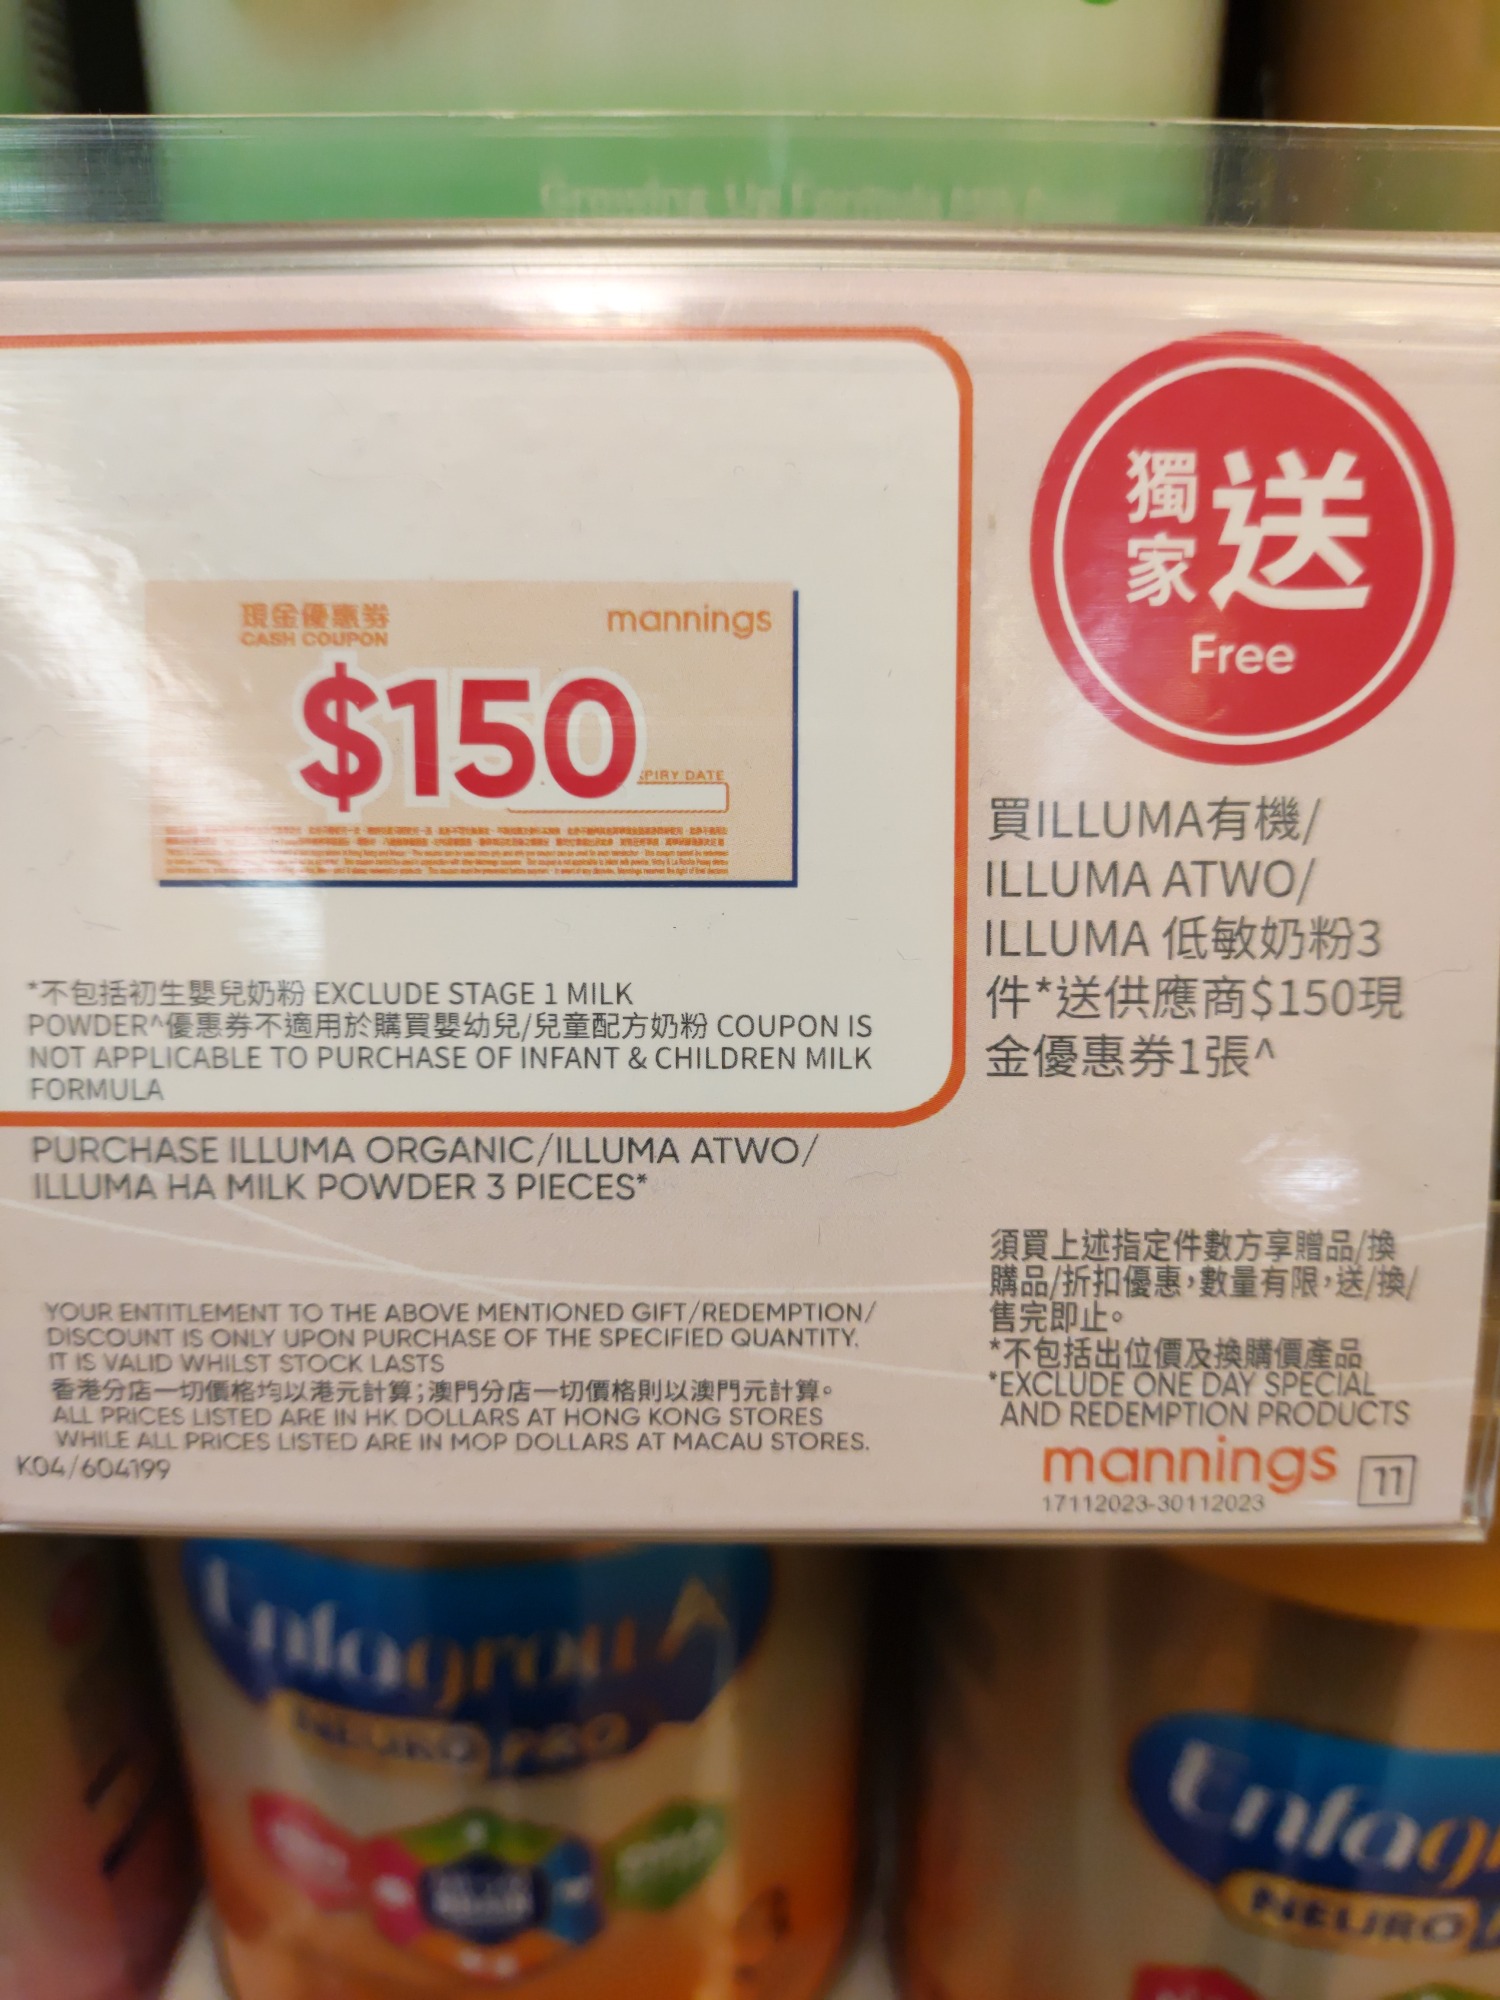 獨家送
Free
現金優惠券
CASH COUPON
mannings
$150
PIRY DATE
買ILLUMA有機/
ILLUMA ATWO/
ILLUMA 低敏奶粉3
件*送供應商$150現
金優惠券1張^
*不包括初生嬰兒奶粉 EXCLUDE STAGE 1 MILK
POWDER^優惠券不適用於購買嬰幼兒/兒童配方奶粉 COUPON IS
NOT APPLICABLE TO PURCHASE OF INFANT & CHILDREN MILK
FORMULA
PURCHASE ILLUMA ORGANIC/ILLUMA ATWO/
ILLUMA HA MILK POWDER 3 PIECES*
YOUR ENTITLEMENT TO THE ABOVE MENTIONED GIFT/REDEMPTION/
DISCOUNT IS ONLY UPON PURCHASE OF THE SPECIFIED QUANTITY.
IT IS VALID WHILST STOCK LASTS
香港分店一切價格均以港元計算;澳門分店一切價格則以澳門元計算。
ALL PRICES LISTED ARE IN HK DOLLARS AT HONG KONG STORES
WHILE ALL PRICES LISTED ARE IN MOP DOLLARS AT MACAU STORES.
K04/604199
須買上述指定件數方享贈品/換
購品/折扣優惠,數量有限,送/換/
售完即止。
*不包括出位價及換購價產品
*EXCLUDE ONE DAY SPECIAL
AND REDEMPTION PRODUCTS
mannings
11
17112023-30112023
Enfagrow A
NEURO PRO
Enfag
NEURO